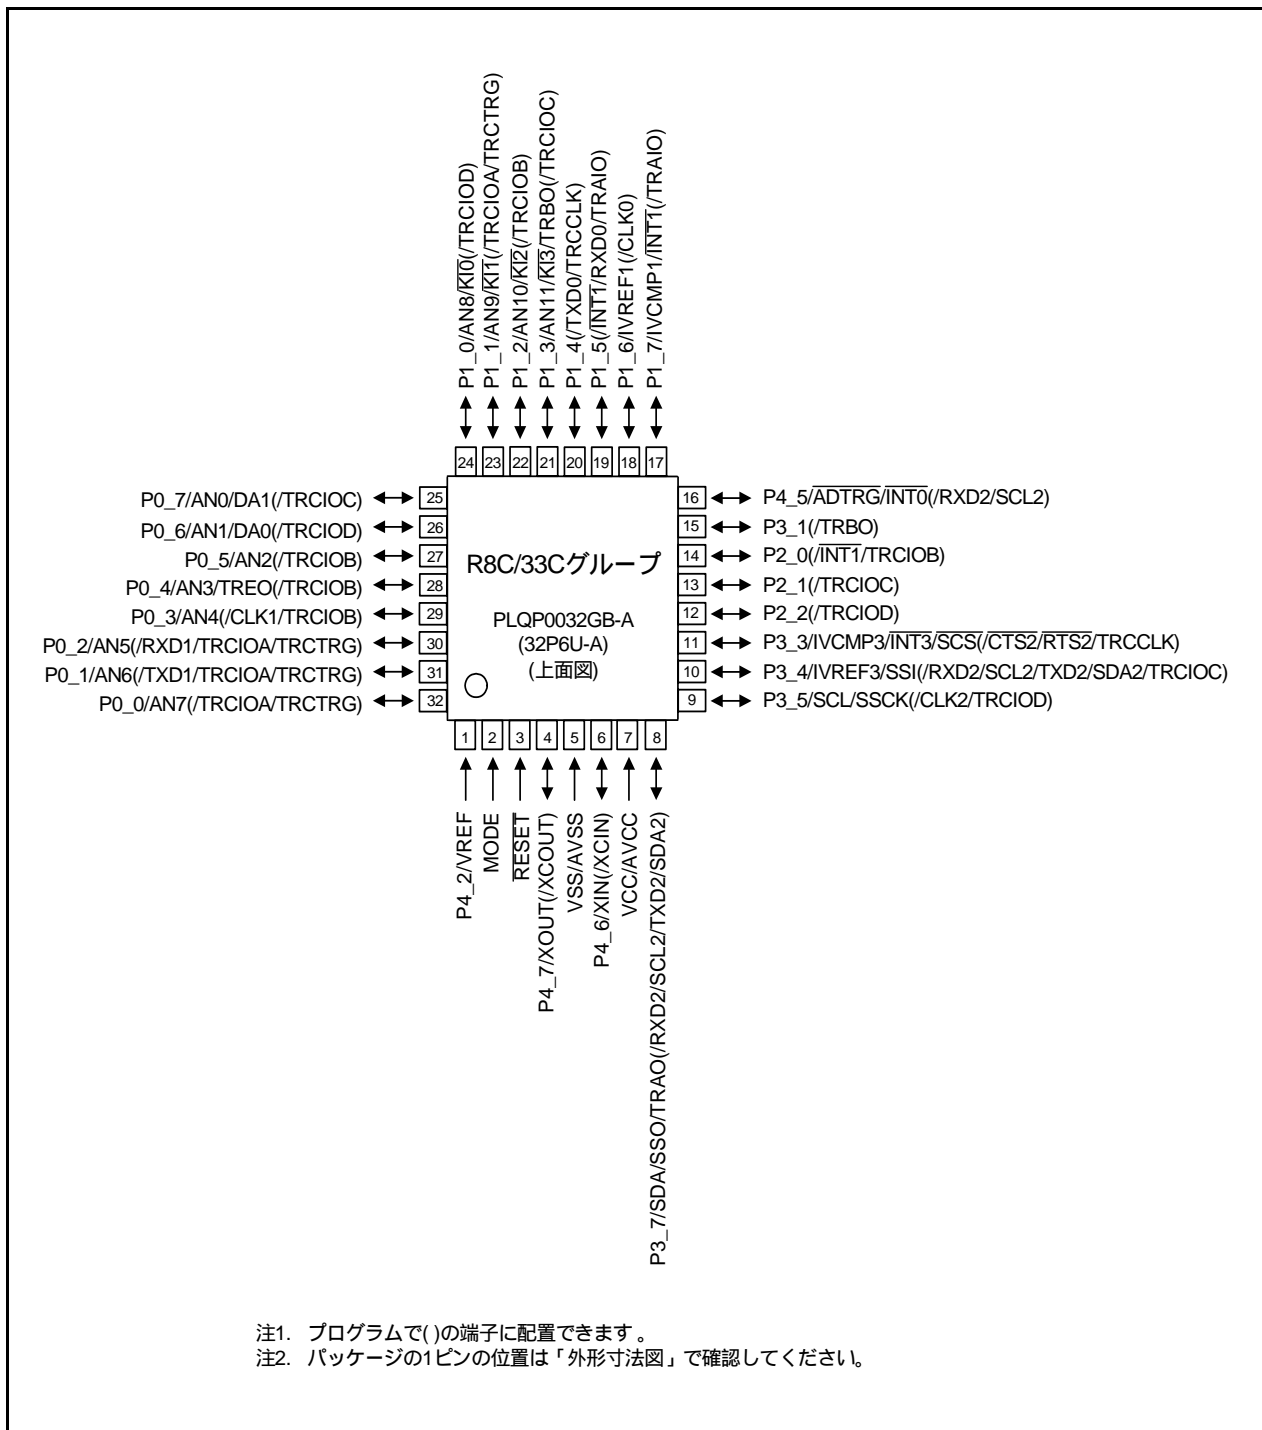 P1_0/AN8/KI0(/TRCIOD)
P1_1/AN9/KI1(/TRCIOA/TRCTRG)
P1_2/AN10/KI2(/TRCIOB)
P1_3/AN11/KI3/TRBO(/TRCIOC)
P1_4(/TXD0/TRCCLK)
P1_5(/INT1/RXD0/TRAIO)
P1_6/IVREF1(/CLK0)
P1_7/IVCMP1/INT1(/TRAIO)
24 23 22 21 20 19 18 17
P0_7/AN0/DA1(/TRCIOC) 25
P0_6/AN1/DA0(/TRCIOD) 26
P0_5/AN2(/TRCIOB) 27
P0_4/AN3/TREO(/TRCIOB) 28
P0_3/AN4(/CLK1/TRCIOB) 29
P0_2/AN5(/RXD1/TRCIOA/TRCTRG) 30
P0_1/AN6(/TXD1/TRCIOA/TRCTRG) 31
P0_0/AN7(/TRCIOA/TRCTRG) 32
R8C/33Cグループ
PLQP0032GB-A
(32P6U-A)
(上面図)
16 P4_5/ADTRG/INT0(/RXD2/SCL2)
15 P3_1(/TRBO)
14 P2_0(/INT1/TRCIOB)
13 P2_1(/TRCIOC)
12 P2_2(/TRCIOD)
11 P3_3/IVCMP3/INT3/SCS(/CTS2/RTS2/TRCCLK)
10 P3_4/IVREF3/SSI(/RXD2/SCL2/TXD2/SDA2/TRCIOC)
9 P3_5/SCL/SSCK(/CLK2/TRCIOD)
1 2 3 4 5 6 7 8
P4_2/VREF
MODE
RESET
P4_7/XOUT(/XCOUT)
VSS/AVSS
P4_6/XIN(/XCIN)
VCC/AVCC
P3_7/SDA/SSO/TRAO(/RXD2/SCL2/TXD2/SDA2)
注1. プログラムで( )の端子に配置できます。
注2. パッケージの1ピンの位置は「外形寸法図」で確認してください。